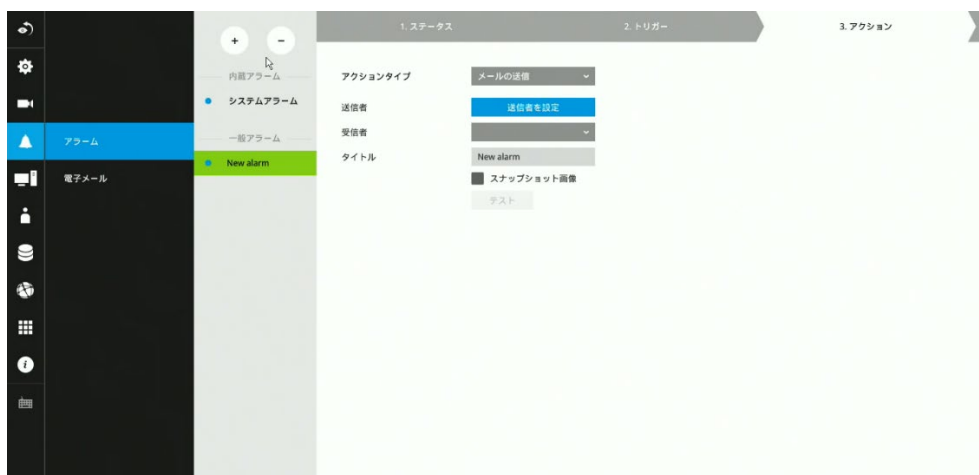 1. ステータス
2. トリガー
3. アクション
+
-
内蔵アラーム
システムアラーム
一般アラーム
New alarm
アラーム
電子メール
アクションタイプ
メールの送信
送信者
送信者を設定
受信者
タイトル
New alarm
スナップショット画像
テスト